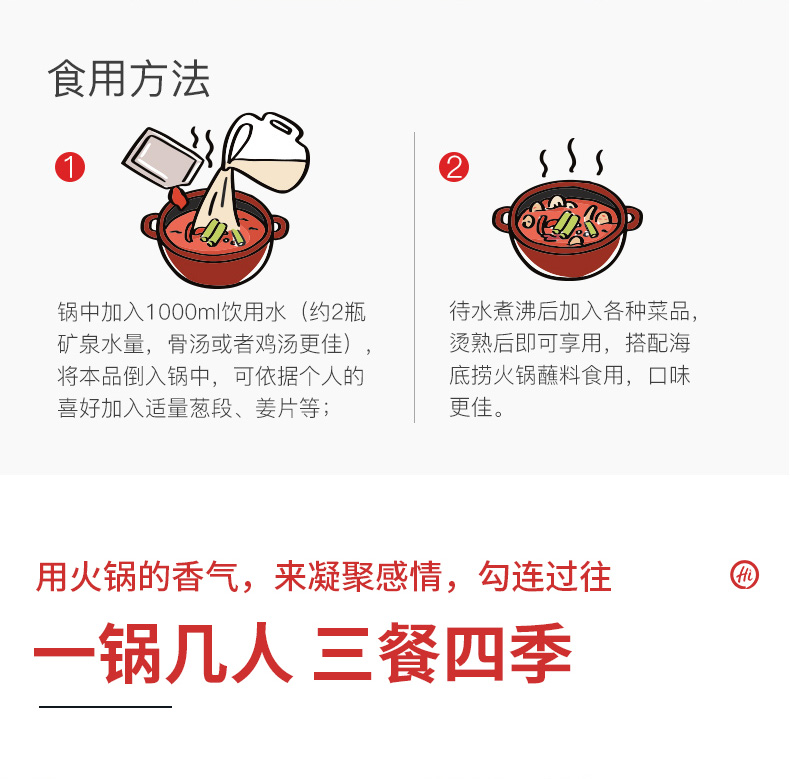 食用方法
1
锅中加入1000ml饮用水（约2瓶
矿泉水量，骨汤或者鸡汤更佳），
将本品倒入锅中，可依据个人的
喜好加入适量葱段、姜片等；
2
待水煮沸后加入各种菜品，
烫熟后即可享用，搭配海
底捞火锅蘸料食用，口味
更佳。
用火锅的香气，来凝聚感情，勾连过往
Hi
一锅几人 三餐四季